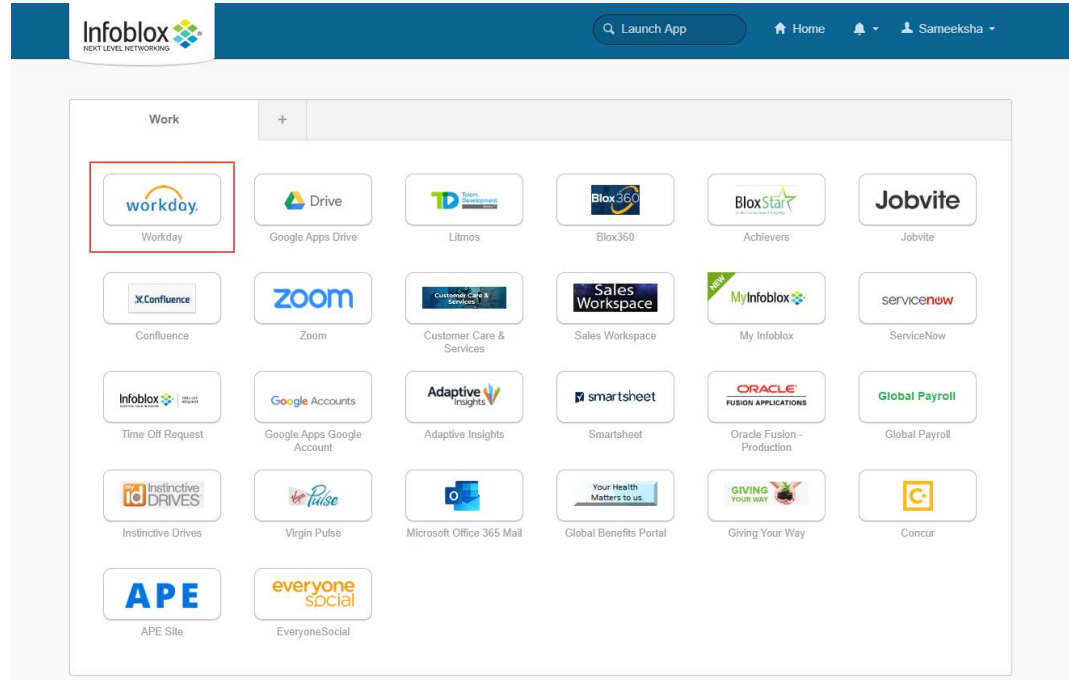 Infoblox
NEXT LEVEL NETWORKING
Launch App
Home
Sameeksha
Work
+
workday.
Drive
TD Talent Development
Blox360
BloxStar
Jobvite
Workday
Google Apps Drive
Litmos
Blox360
Achievers
Jobvite
Confluence
zoom
Customer Care & Services
Sales Workspace
NEW
MyInfoblox
servicenow
Confluence
Zoom
Customer Care &
Services
Sales Workspace
My Infoblox
ServiceNow
Infoblox
Google Accounts
Adaptive
Insights
smartsheet
ORACLE
FUSION APPLICATIONS
Global Payroll
Time Off Request
Google Apps Google
Account
Adaptive Insights
Smartsheet
Oracle Fusion -
Production
Global Payroll
my
id Instinctive
DRIVES
Virgin Pulse
Your Health
Matters to us.
GIVING
YOUR WAY
C.
Instinctive Drives
Virgin Pulse
Microsoft Office 365 Mail
Global Benefits Portal
Giving Your Way
Concur
APE
everyone
social
APE Site
EveryoneSocial